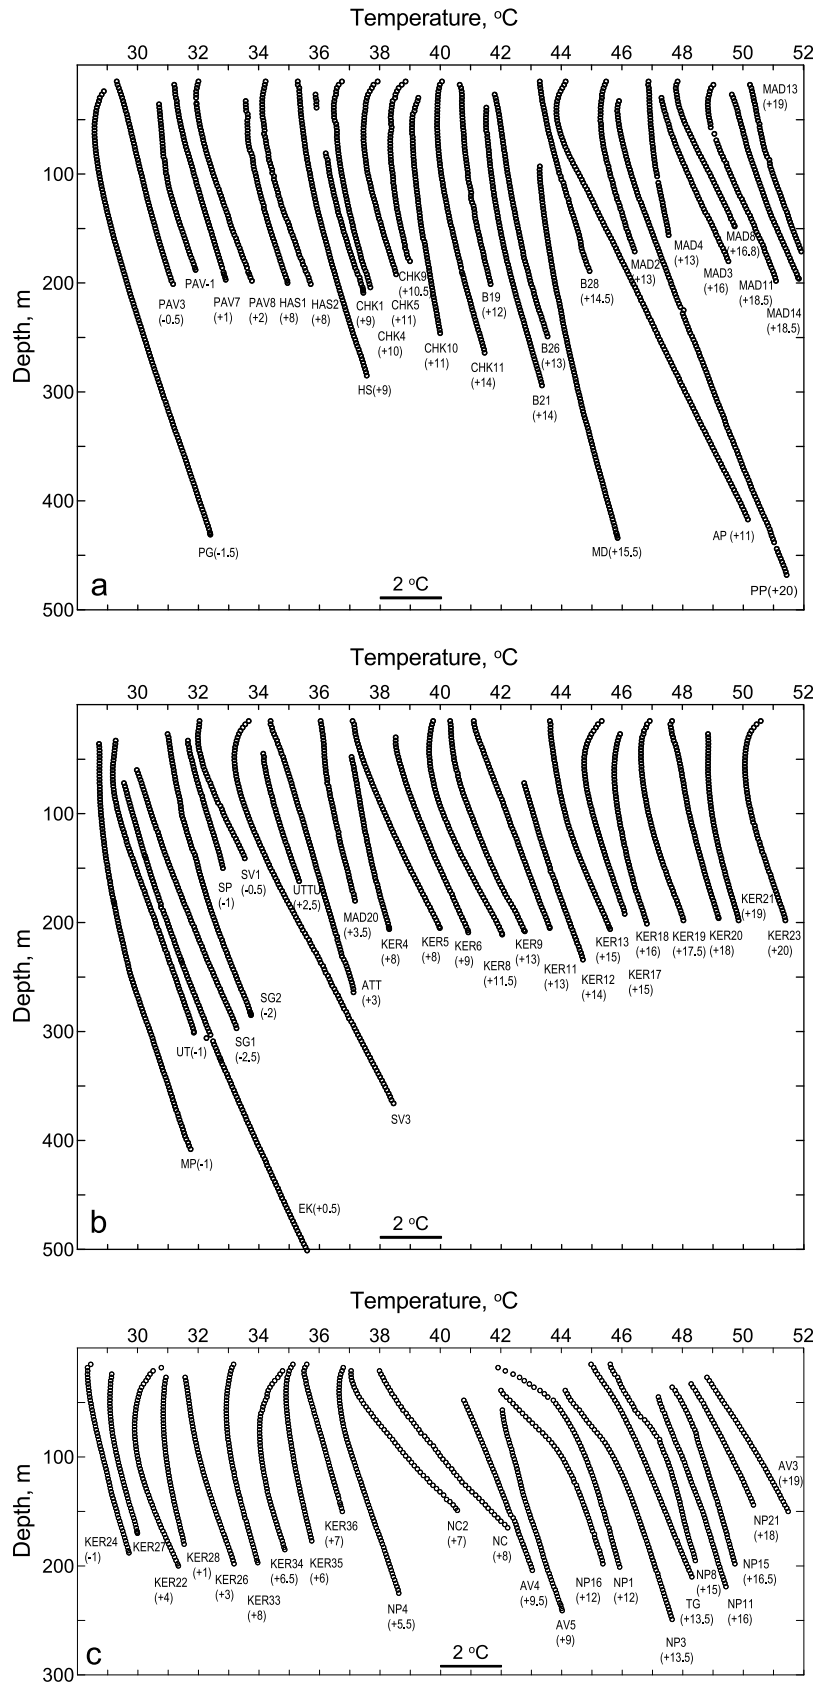 Temperature, °C
30 32 34 36 38 40 42 44 46 48 50 52
Depth, m
100
200
300
400
500
MAD13
(+19)
PAV3
(-0.5)
PAV-1
PAV7
(+1)
PAV8
(+2)
HAS1
(+8)
HAS2
(+8)
CHK1
(+9)
CHK4
(+10)
CHK5
(+11)
CHK9
(+10.5)
CHK10
(+11)
CHK11
(+14)
B19
(+12)
B21
(+14)
B26
(+13)
B28
(+14.5)
MAD2
(+13)
MAD4
(+13)
MAD3
(+16)
MAD8
(+16.8)
MAD11
(+18.5)
MAD14
(+18.5)
HS(+9)
PG(-1.5)
MD(+15.5)
AP (+11)
PP(+20)
2 °C
a
Temperature, °C
30 32 34 36 38 40 42 44 46 48 50 52
Depth, m
100
200
300
400
500
SP
(-1)
SV1
(-0.5)
UTTU
(+2.5)
MAD20
(+3.5)
KER4
(+8)
KER5
(+8)
KER6
(+9)
KER8
(+11.5)
KER9
(+13)
KER11
(+13)
KER12
(+14)
KER13
(+15)
KER17
(+15)
KER18
(+16)
KER19
(+17.5)
KER20
(+18)
KER21
(+19)
KER23
(+20)
ATT
(+3)
SG2
(-2)
SG1
(-2.5)
UT(-1)
SV3
MP(-1)
EK(+0.5)
2 °C
b
Temperature, °C
30 32 34 36 38 40 42 44 46 48 50 52
Depth, m
100
200
300
KER24
(-1)
KER27
KER22
(+4)
KER28
(+1)
KER26
(+3)
KER33
(+8)
KER34
(+6.5)
KER35
(+6)
KER36
(+7)
NP4
(+5.5)
NC2
(+7)
NC
(+8)
AV4
(+9.5)
AV5
(+9)
NP16
(+12)
NP1
(+12)
NP3
(+13.5)
TG
(+13.5)
NP8
(+15)
NP11
(+16)
NP15
(+16.5)
NP21
(+18)
AV3
(+19)
2 °C
c